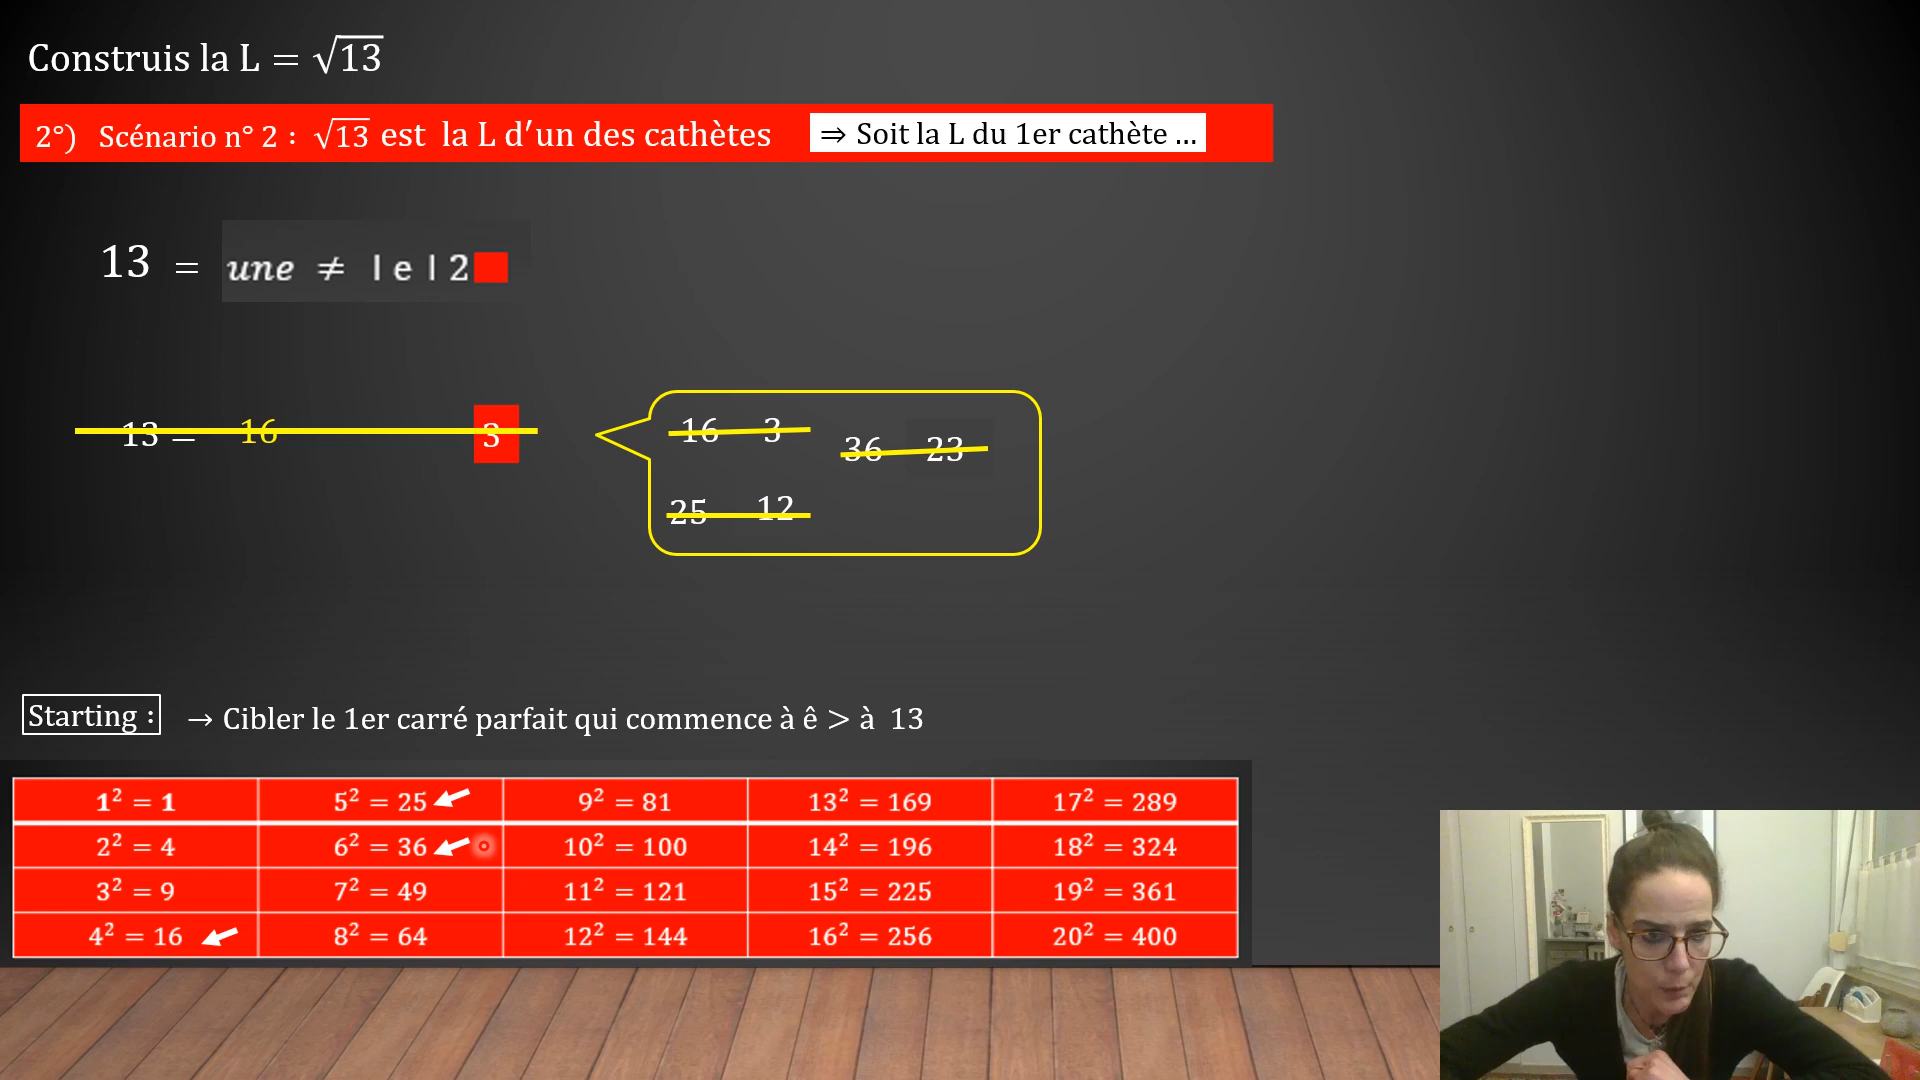 Construis la L = √13
2°) Scénario n° 2 : √13 est la L d′un des cathètes ⇒ Soit la L du 1er cathète ...
13 = une ≠ | e | 2
13 = 16 3
16 3
36 23
25 12
Starting : → Cibler le 1er carré parfait qui commence à ê > à 13
1² = 1 5² = 25 9² = 81 13² = 169 17² = 289
2² = 4 6² = 36 10² = 100 14² = 196 18² = 324
3² = 9 7² = 49 11² = 121 15² = 225 19² = 361
4² = 16 8² = 64 12² = 144 16² = 256 20² = 400